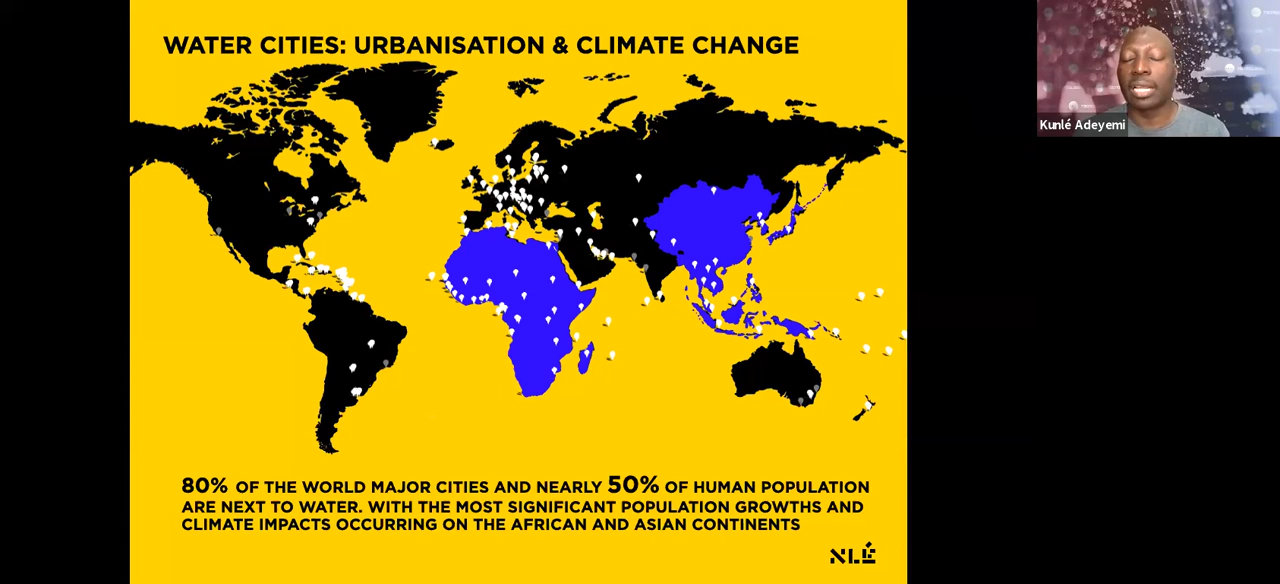 WATER CITIES: URBANISATION & CLIMATE CHANGE
Kunlé Adeyemi
80% OF THE WORLD MAJOR CITIES AND NEARLY 50% OF HUMAN POPULATION
ARE NEXT TO WATER. WITH THE MOST SIGNIFICANT POPULATION GROWTHS AND
CLIMATE IMPACTS OCCURRING ON THE AFRICAN AND ASIAN CONTINENTS
NLÉ